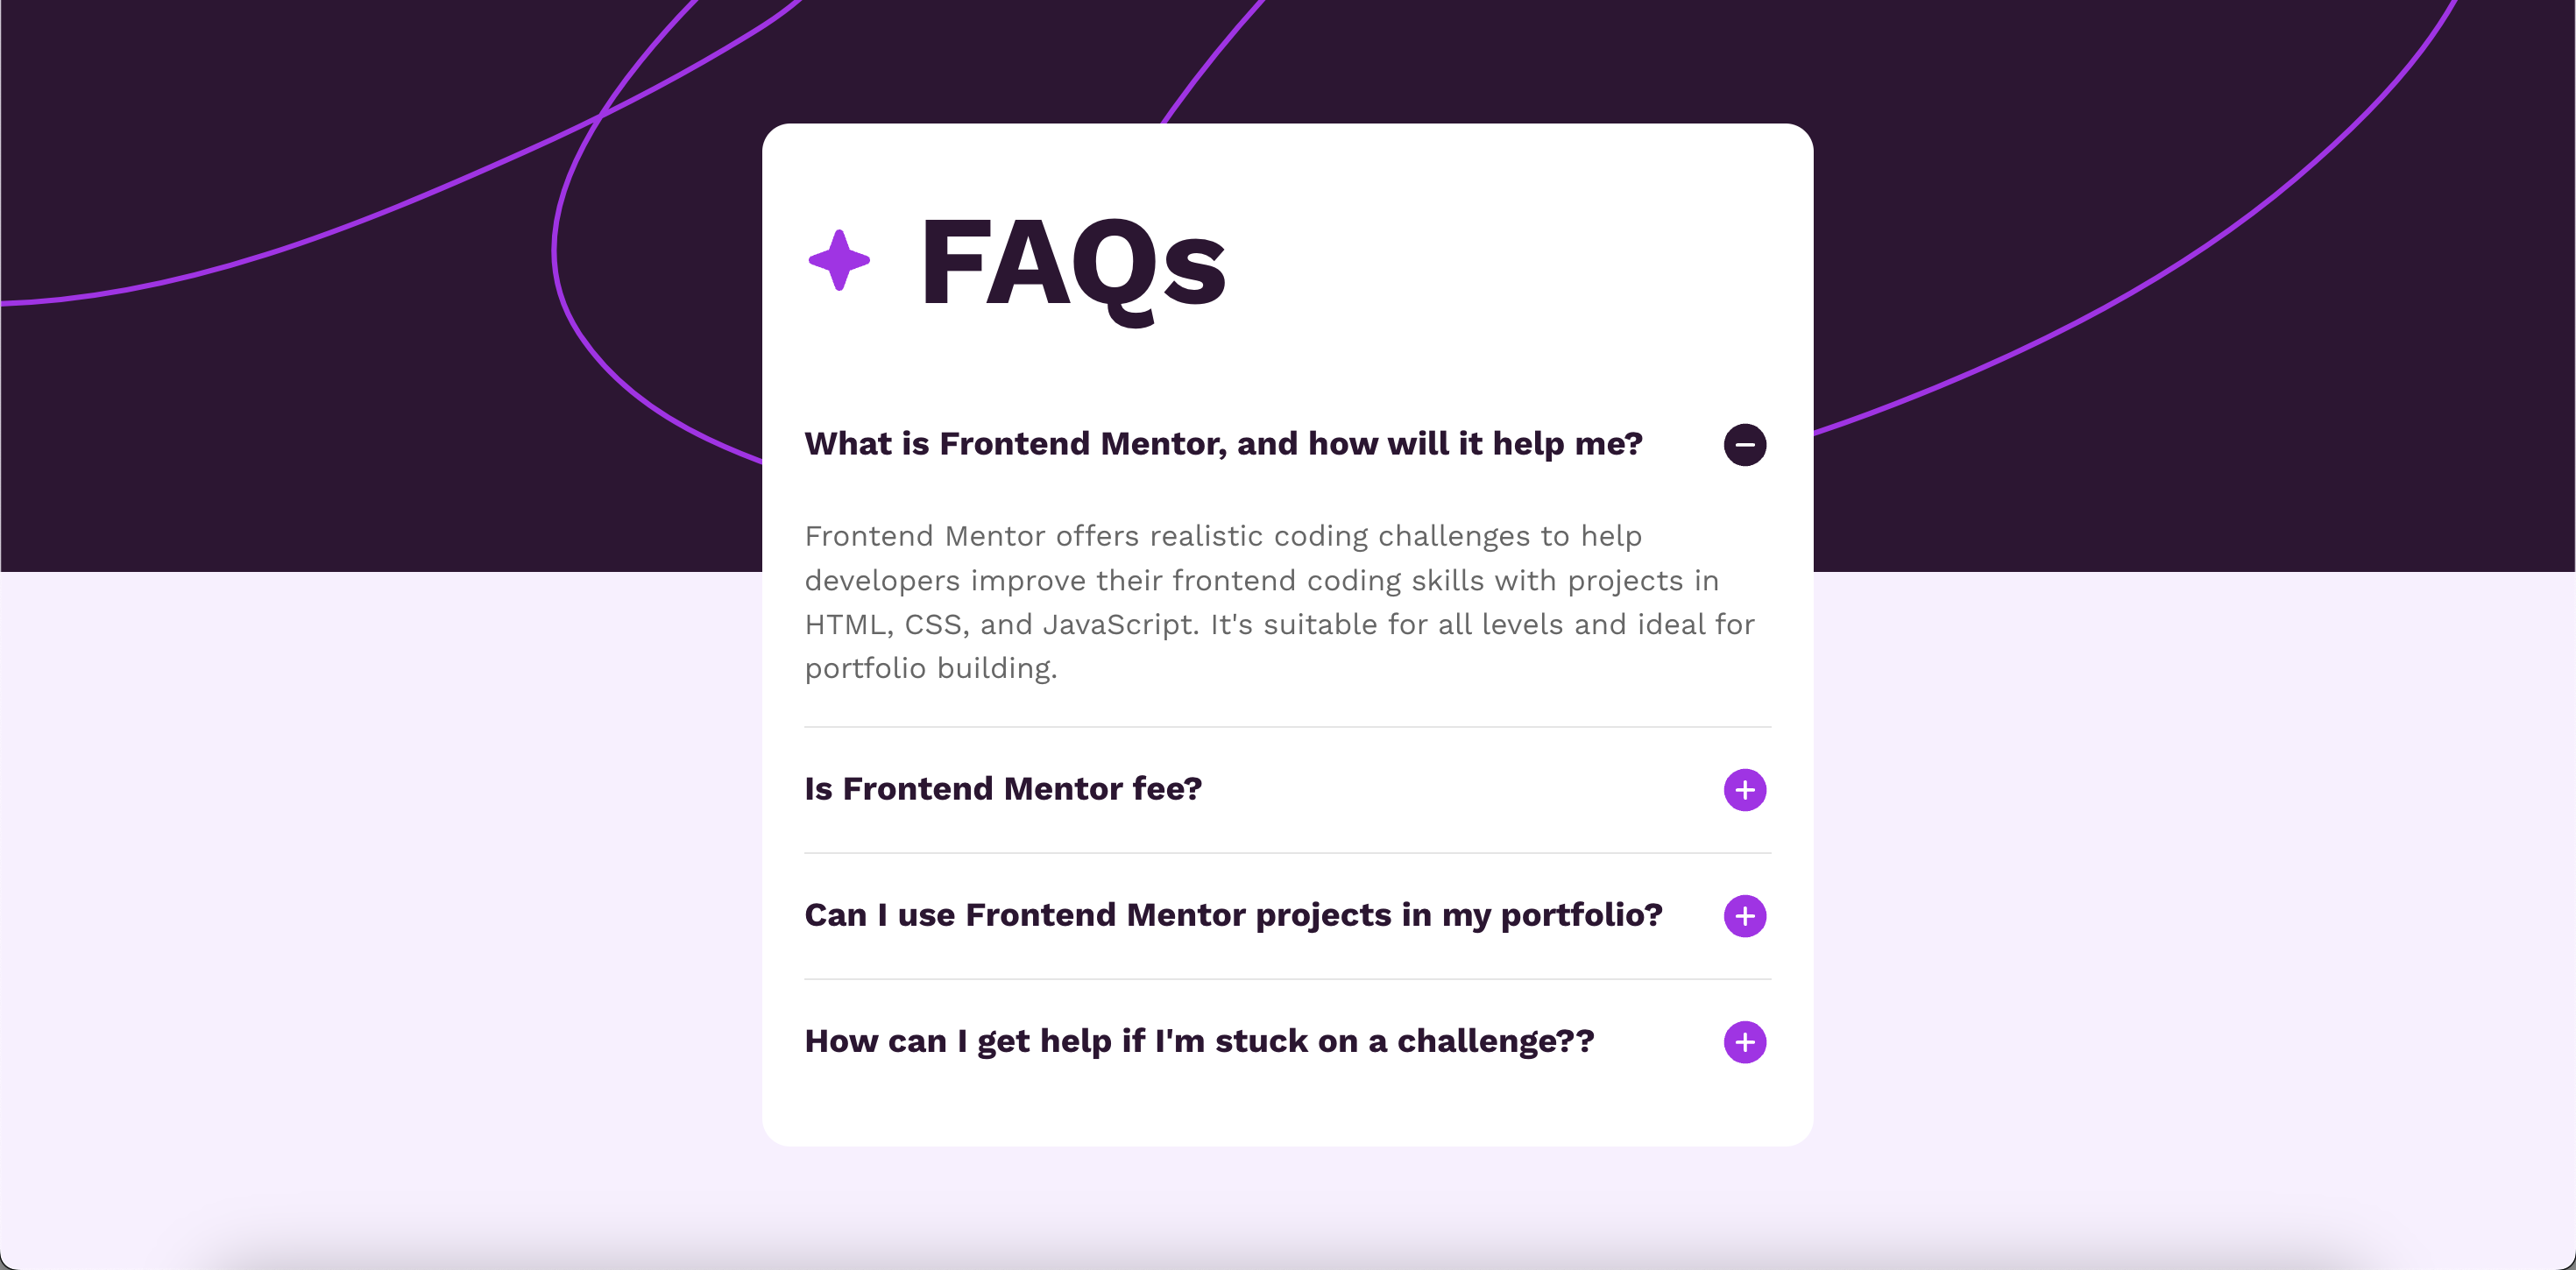 FAQs
What is Frontend Mentor, and how will it help me?
Frontend Mentor offers realistic coding challenges to help
developers improve their frontend coding skills with projects in
HTML, CSS, and JavaScript. It's suitable for all levels and ideal for
portfolio building.
Is Frontend Mentor fee?
Can I use Frontend Mentor projects in my portfolio?
How can I get help if I'm stuck on a challenge??